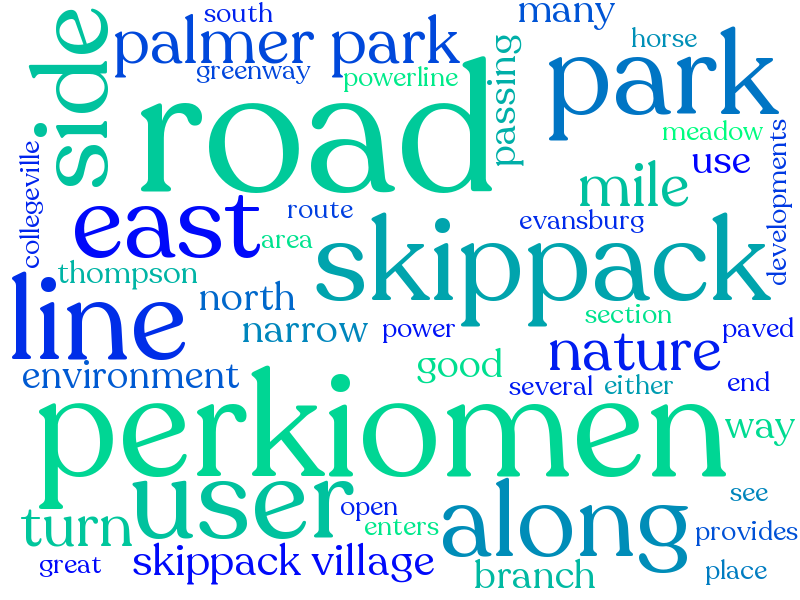 south
many
side
palmer park
horse
greenway
powerline
passing
park
road
meadow
developments
use
collegeville
mile
east
route
area
evansburg
skippack
thompson
line
north
narrow
power
section
paved
nature
good
environment
several
either
end
perkiomen
way
user
turn
open
enters
along
see
provides
great
skippack village
branch
place